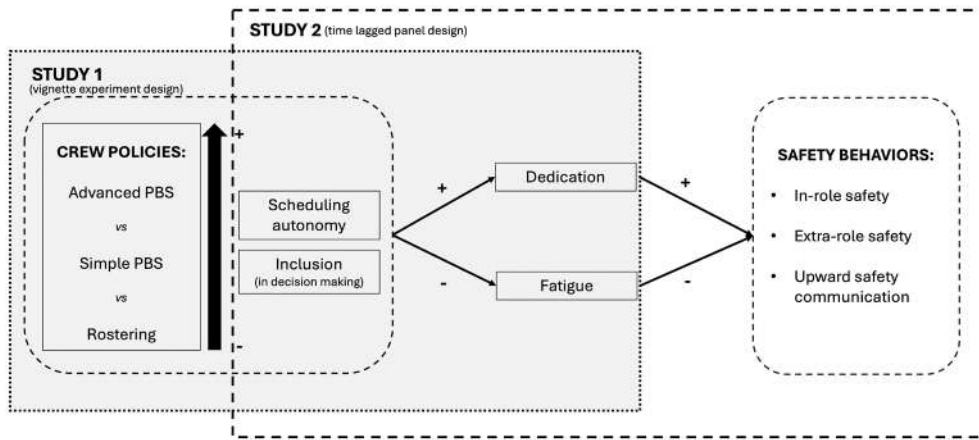 STUDY 2 (time lagged panel design)
STUDY 1
(vignette experiment design)
CREW POLICIES:
Advanced PBS
vs
Simple PBS
vs
Rostering
+
-
Scheduling
autonomy
Inclusion
(in decision making)
+
-
Dedication
Fatigue
+
-
SAFETY BEHAVIORS:
• In-role safety
• Extra-role safety
• Upward safety
communication